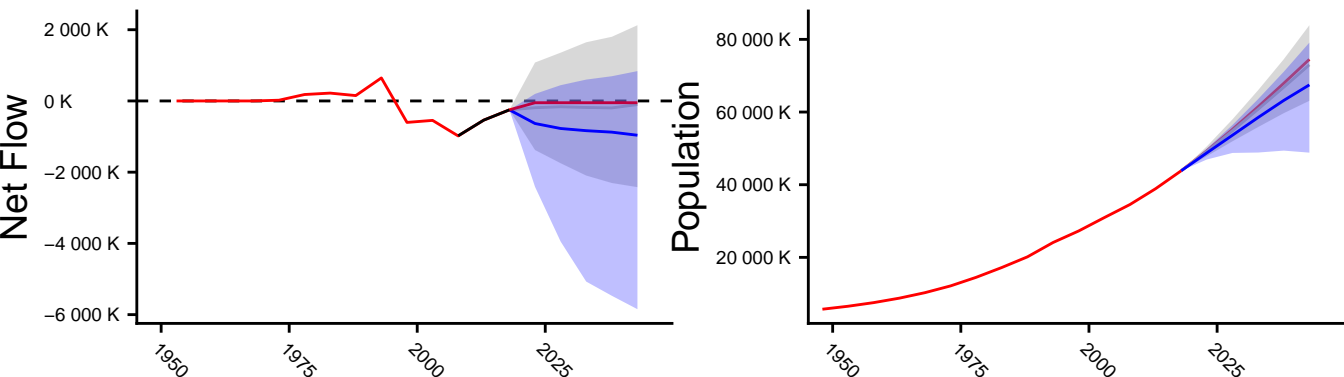 Net Flow
2 000 K
0 K
−2 000 K
−4 000 K
−6 000 K
1950
1975
2000
2025
Population
80 000 K
60 000 K
40 000 K
20 000 K
1950
1975
2000
2025